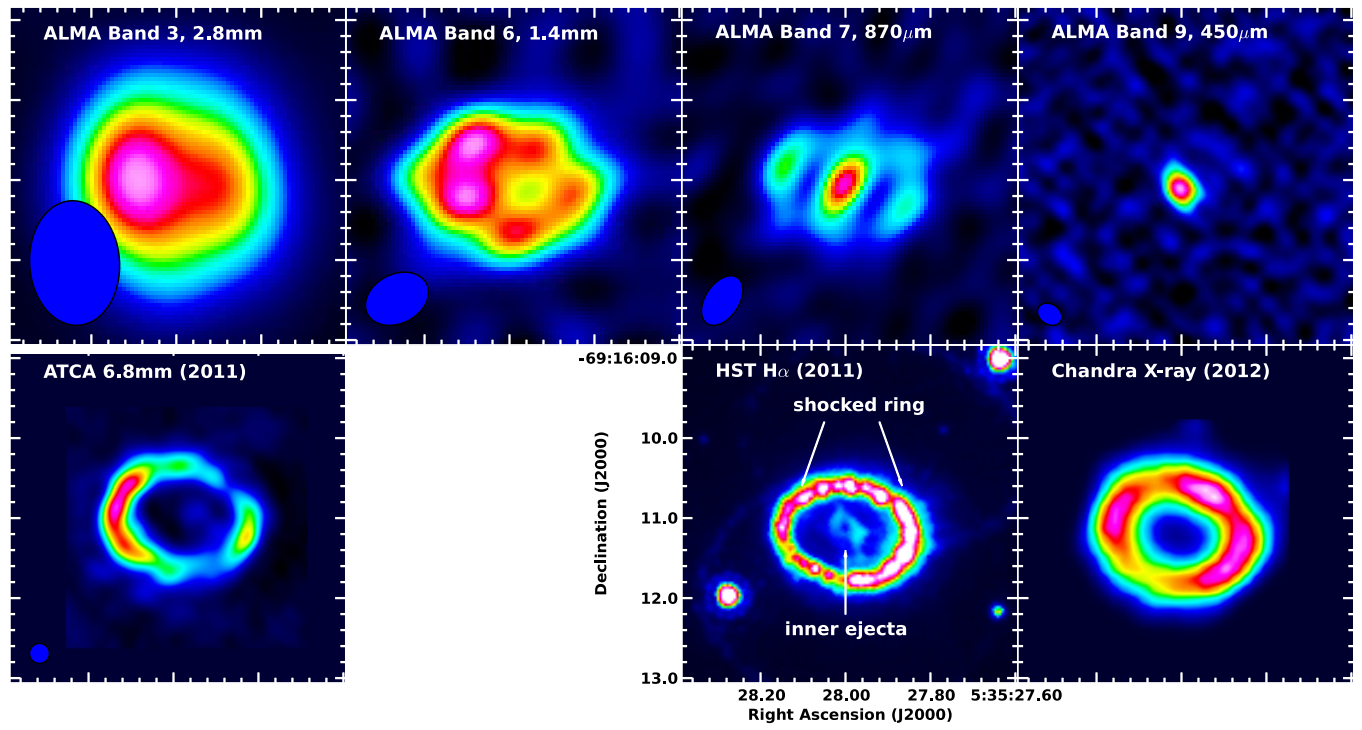 ALMA Band 3, 2.8mm
ALMA Band 6, 1.4mm
ALMA Band 7, 870μm
ALMA Band 9, 450μm
ATCA 6.8mm (2011)
-69:16:09.0
HST Hα (2011)
Chandra X-ray (2012)
shocked ring
10.0
Declination (J2000)
11.0
12.0
inner ejecta
13.0
28.20 28.00 27.80 5:35:27.60
Right Ascension (J2000)